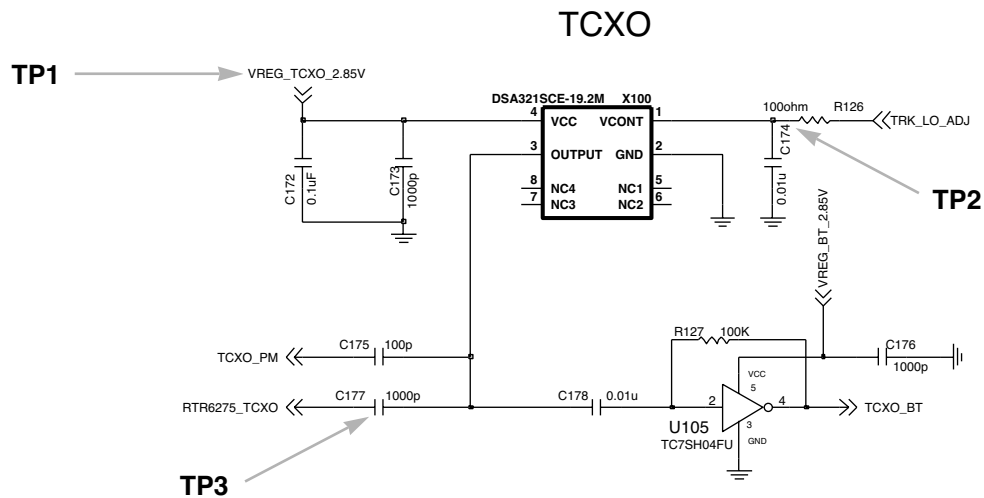 TCXO
TP1
VREG_TCXO_2.85V
DSA321SCE-19.2M X100
4 VCC VCONT 1
3 OUTPUT GND 2
8 NC4 NC1 5
7 NC3 NC2 6
100ohm R126
TRK_LO_ADJ
C174
0.01u
TP2
C172
0.1uF
C173
1000p
VREG_BT_2.85V
R127 100K
C175 100p
TCXO_PM
C176
1000p
RTR6275_TCXO
C177 1000p
C178 0.01u
VCC
5
2 4
TCXO_BT
U105
TC7SH04FU
3
GND
TP3